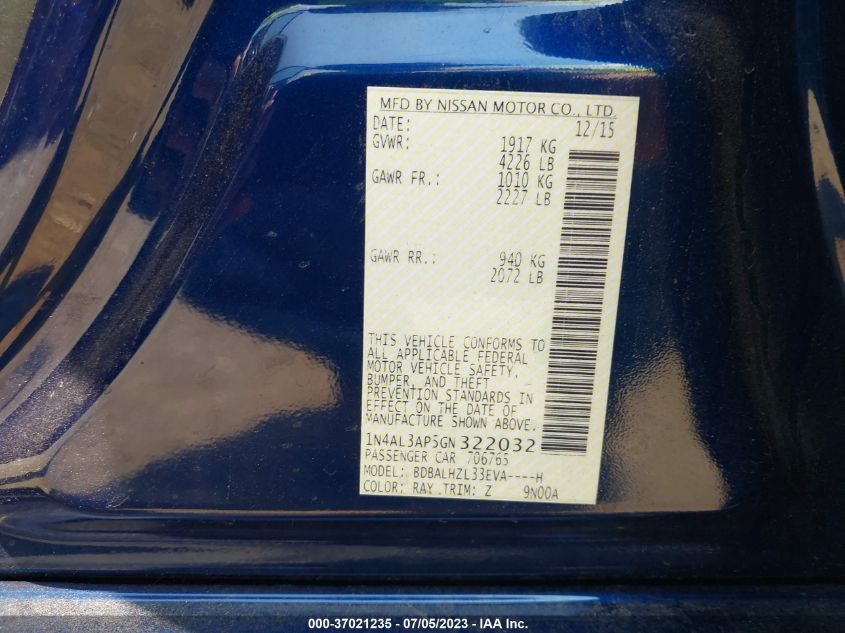 MFD BY NISSAN MOTOR CO., LTD.
DATE: 12/15
GVWR: 1917 KG
4226 LB
GAWR FR.: 1010 KG
2227 LB
GAWR RR.: 940 KG
2072 LB
THIS VEHICLE CONFORMS TO
ALL APPLICABLE FEDERAL
MOTOR VEHICLE SAFETY,
BUMPER, AND THEFT
PREVENTION STANDARDS IN
EFFECT ON THE DATE OF
MANUFACTURE SHOWN ABOVE.
1N4AL3AP5GN322032
PASSENGER CAR 706765
MODEL: BDBALHZL33EVA----H
COLOR: RAY TRIM: Z 9N00A
000-37021235 - 07/05/2023 - IAA Inc.